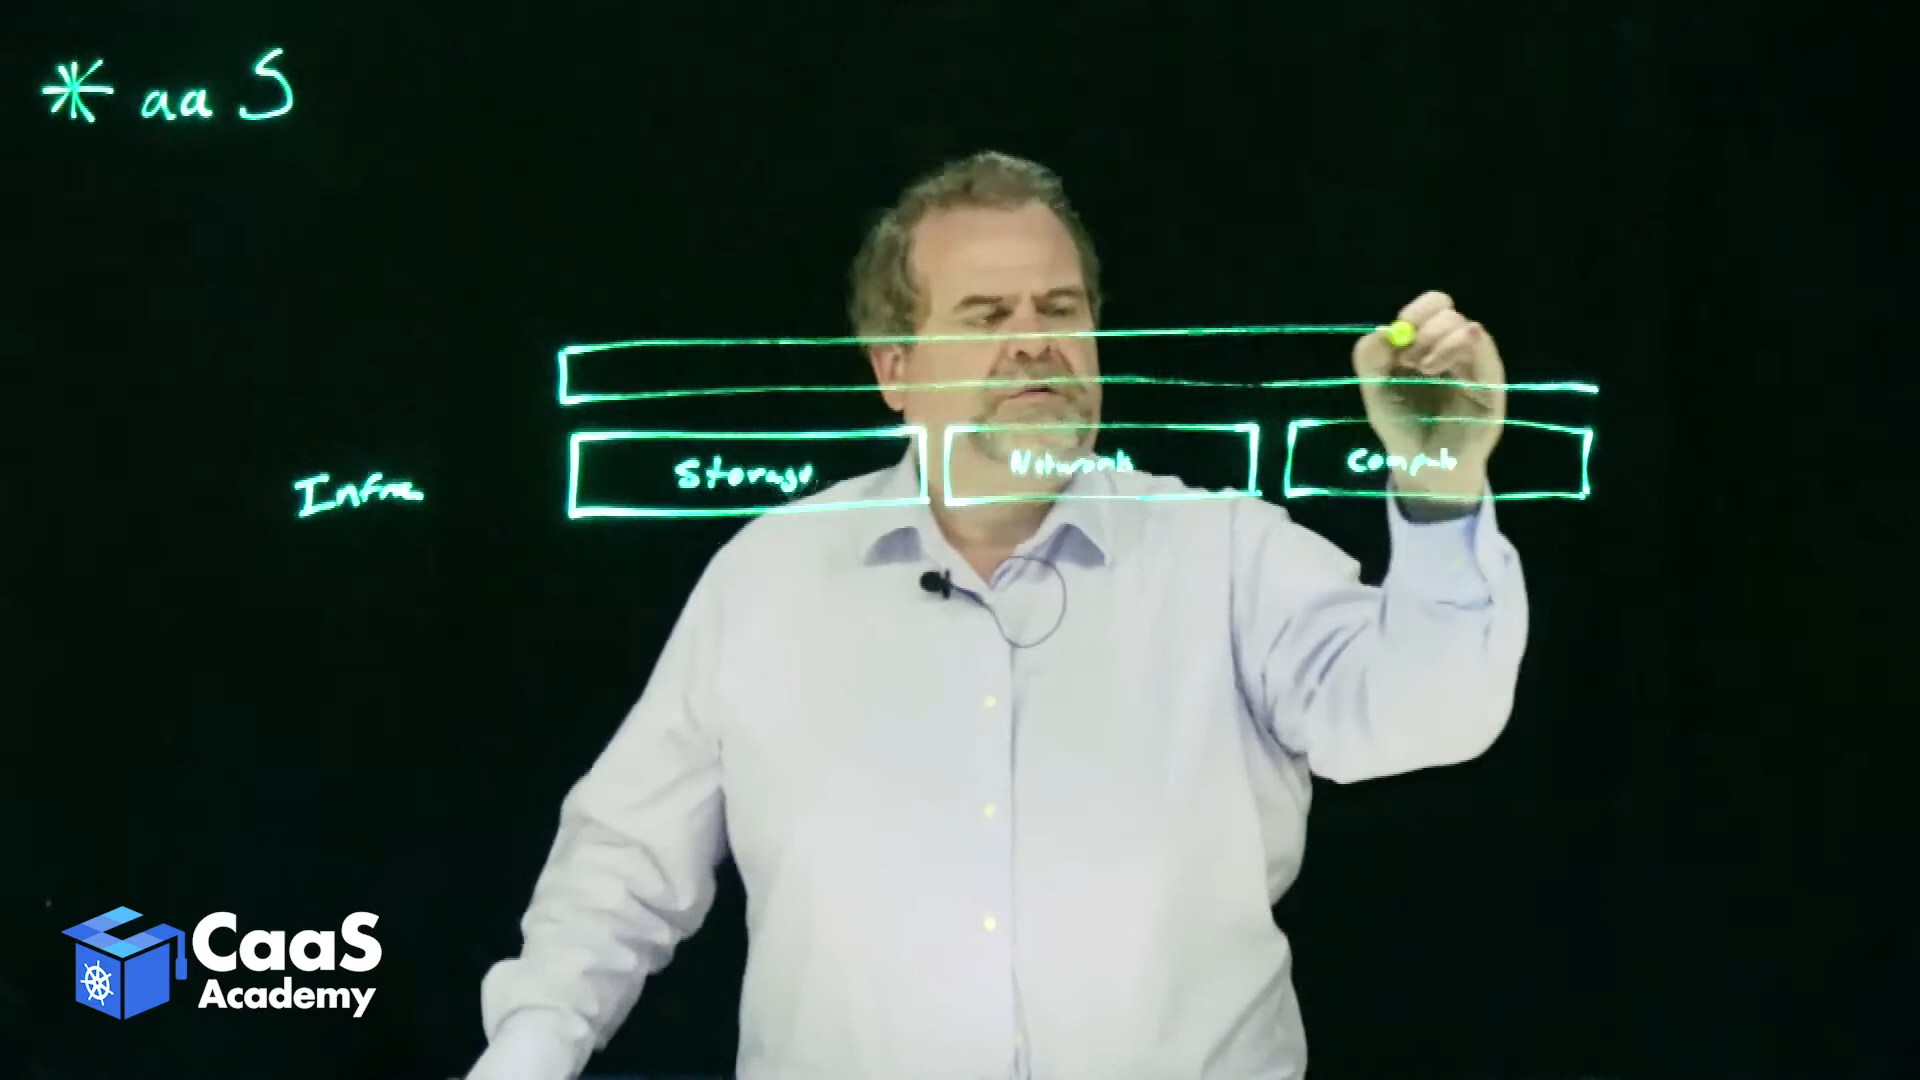 * aaS
Infra
Storage
Network
Compute
CaaS
Academy